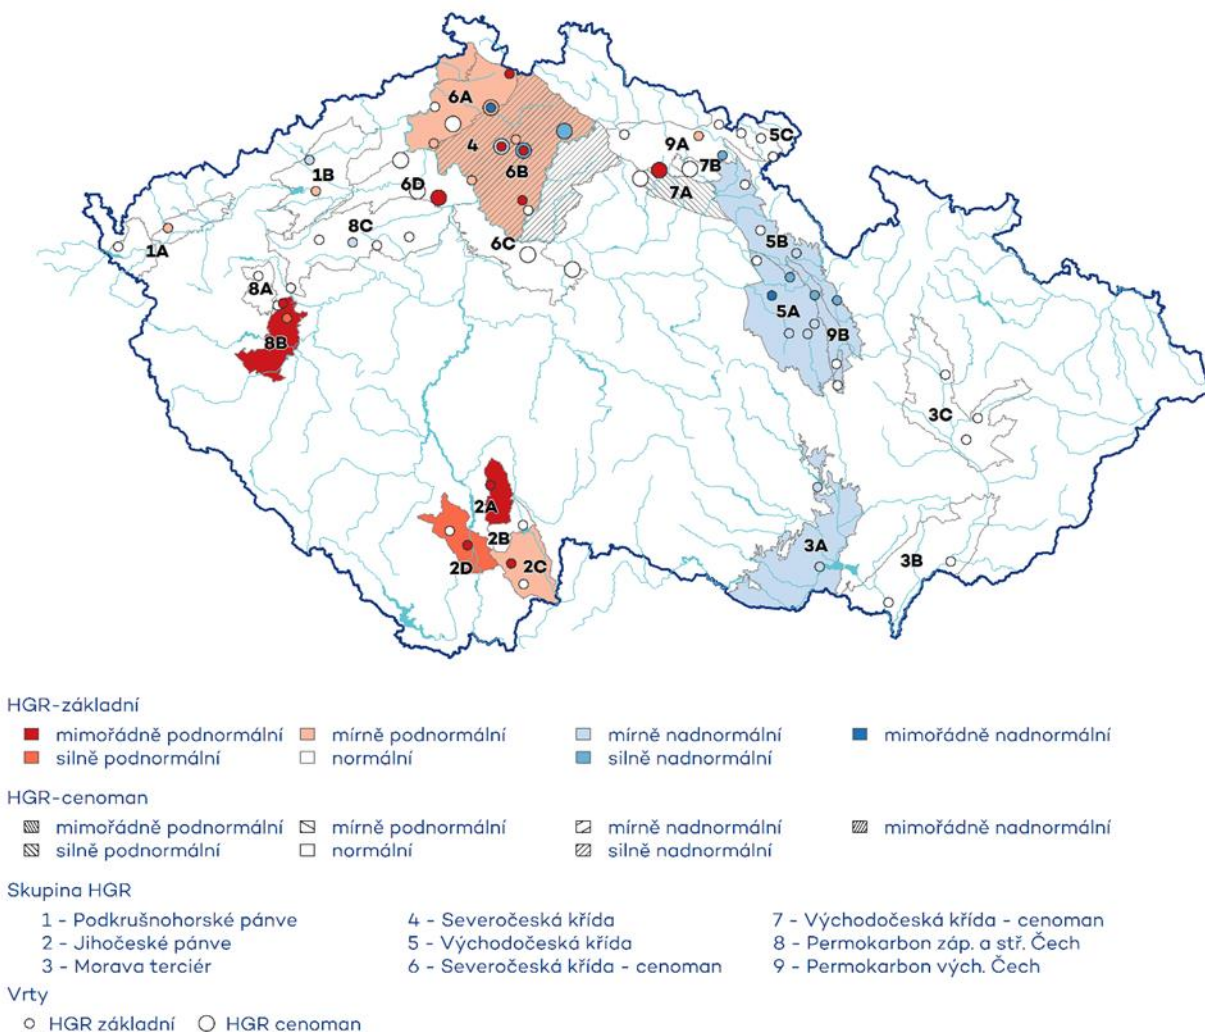 6A
5C
4
9A
7B
1B
6B
6D
7A
8C
5B
6C
1A
8A
5A
9B
8B
3C
2A
2B
3A
3B
2D
2C
HGR-základní
mimořádně podnormální
mírně podnormální
mírně nadnormální
mimořádně nadnormální
silně podnormální
normální
silně nadnormální
HGR-cenoman
mimořádně podnormální
mírně podnormální
mírně nadnormální
mimořádně nadnormální
silně podnormální
normální
silně nadnormální
Skupina HGR
1 - Podkrušnohorské pánve
4 - Severočeská křída
7 - Východočeská křída - cenoman
2 - Jihočeské pánve
5 - Východočeská křída
8 - Permokarbon záp. a stř. Čech
3 - Morava terciér
6 - Severočeská křída - cenoman
9 - Permokarbon vých. Čech
Vrty
HGR základní
HGR cenoman